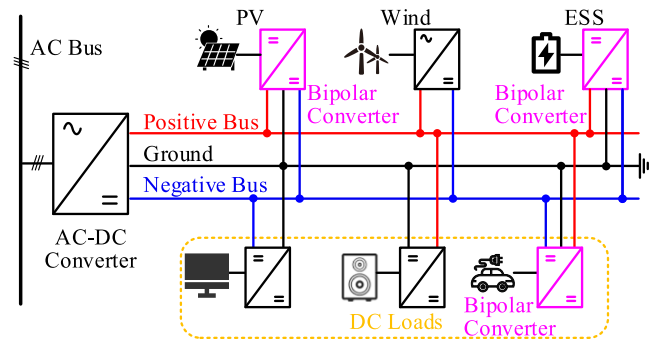 PV
Wind
ESS
AC Bus
Bipolar
Converter
Bipolar
Converter
Positive Bus
Ground
Negative Bus
AC-DC
Converter
DC Loads
Bipolar
Converter